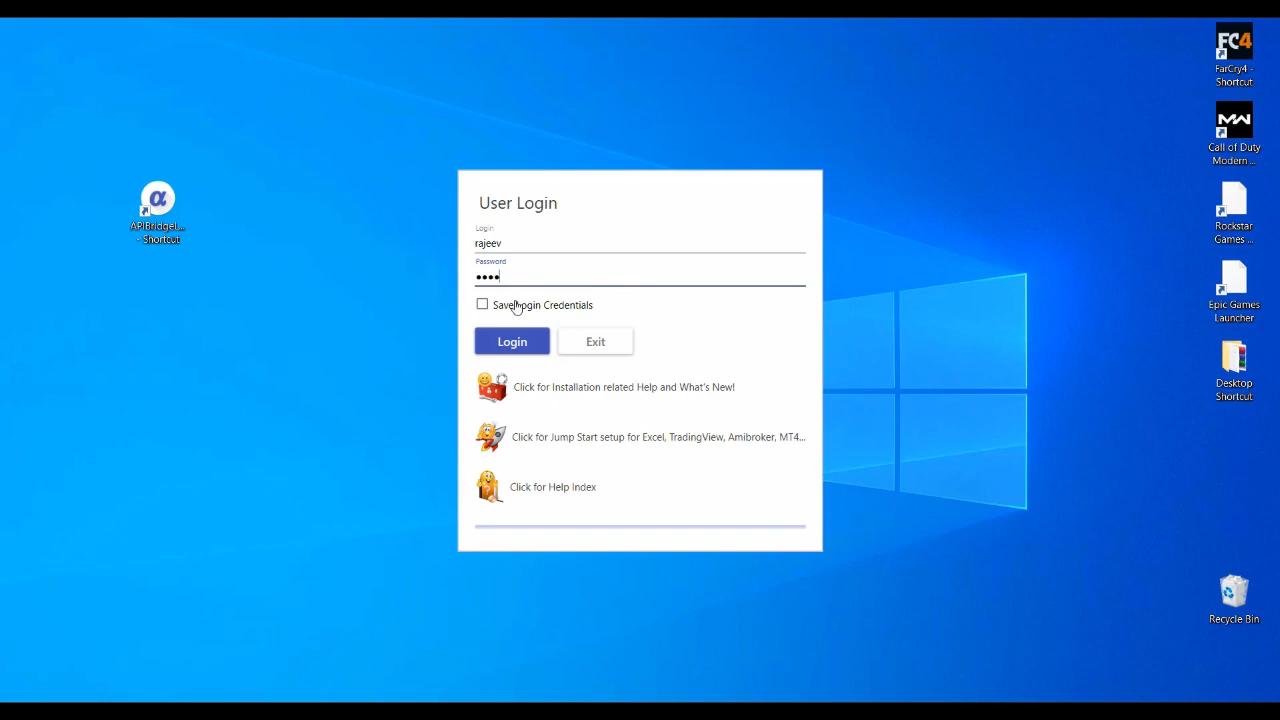 FC4
FarCry4 -
Shortcut
MW
Call of Duty
Modern ...
α
APIBridgeL...
- Shortcut
Rockstar
Games ...
Epic Games
Launcher
Desktop
Shortcut
Recycle Bin
User Login
Login
rajeev
Password
••••
Save Login Credentials
Login
Exit
Click for Installation related Help and What's New!
Click for Jump Start setup for Excel, TradingView, Amibroker, MT4...
Click for Help Index